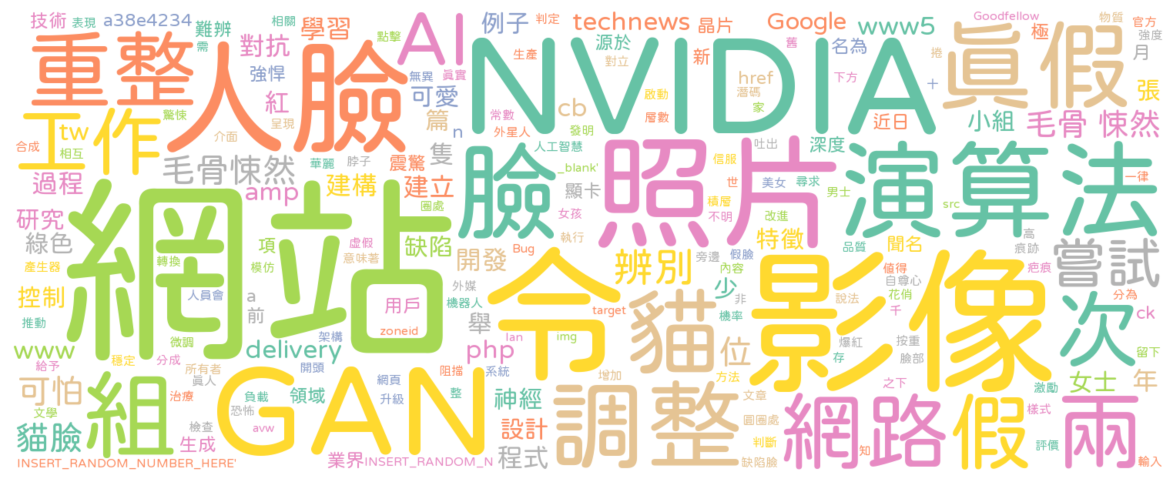 技術 表現 a38e4234 難辨 相關 需 學習 點擊 AI 例子 technews 晶片 判定 Google www5 Goodfellow 物質 官方 強度
重整 人臉 對抗 強悍 無異 真實 NVIDIA 生產 源於 對立 新 舊 名為 極 捲 月 真假
工作 驚悚 紅 呈現 介面 可愛 篇 cb 常數 層數 外星人 發明 href 潛碼 啟動 家 下方 十 近日 小組 毛骨悚然 張
合成 tw 相互 毛骨悚然 華麗 脖子 震驚 隻 n 人工智慧 _blank' 吐出 信服 深度 世 美女 尋求 一律
過程 amp 建構 建立 臉 顯卡 照片 積層 不明 男士 演算法 src
研究 圈處 女孩 執行 改進 品質 高 痕跡
綠色 網站 項 虛假 意味著 缺陷 開發 Bug 辨別 旁邊 假臉 特徵 聞名 嘗試 疤痕
產生器 轉換 模仿 外媒 令 內容 值得 自尊心
控制 人員會 a 前 用戶 機器人 少 非 機率 影像 說法 花俏 千 次 分為 ck
推動 微調 架構 zoneid 舉 Ian target img 貓 位 爆紅 存 按重 臉部
www 給予 穩定 分成 delivery 開頭 阻擋 php 系統 方法 之下 留下
可怕 所有者 真人 網頁 整 增加 激勵 女士 年
文學 治療 組 GAN 負載 領域 升級 神經 調整 文章 網路 假 兩 樣式
貓臉 檢查 恐怖 avw 設計 圓圈處 判斷 評價
INSERT_RANDOM_NUMBER_HERE' 生成 業界 INSERT_RANDOM_N 程式 缺陷臉 知 輸入